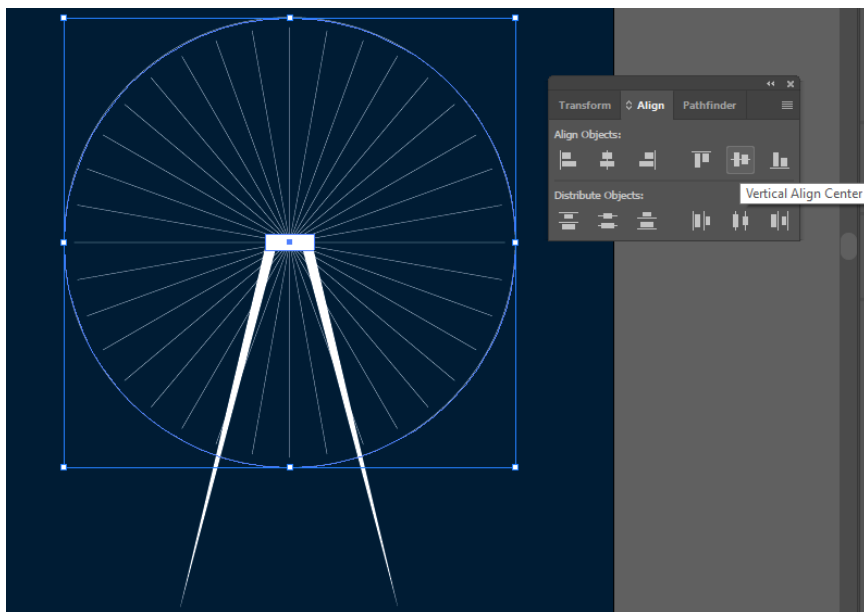 Transform Align Pathfinder
Align Objects:
Vertical Align Center
Distribute Objects: